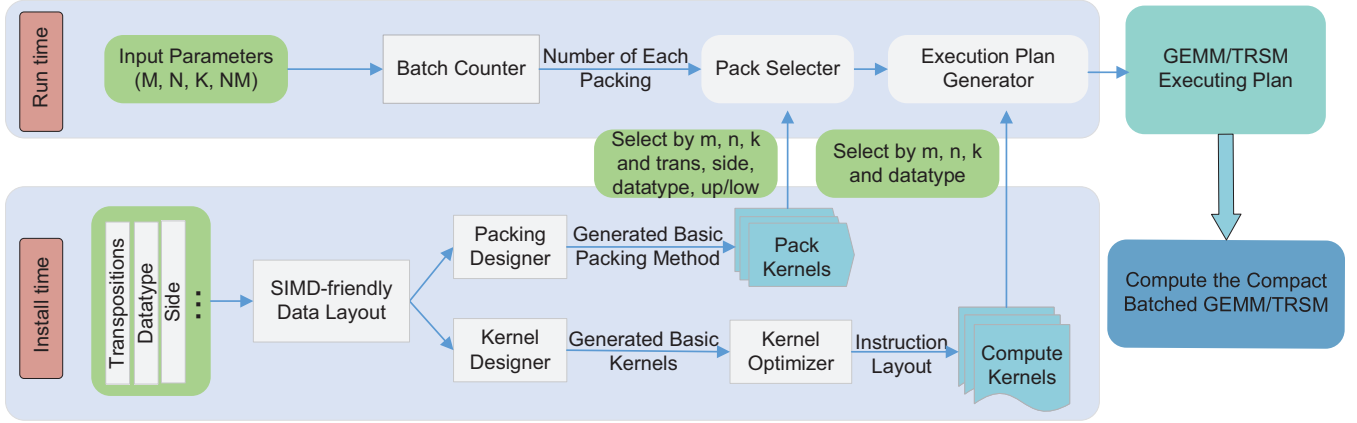 Run time
Input Parameters
(M, N, K, NM)
Batch Counter
Number of Each
Packing
Pack Selecter
Execution Plan
Generator
GEMM/TRSM
Executing Plan
Select by m, n, k
and trans, side,
datatype, up/low
Select by m, n, k
and datatype
Install time
Transpositions
Datatype
Side
...
SIMD-friendly
Data Layout
Packing
Designer
Generated Basic
Packing Method
Pack
Kernels
Kernel
Designer
Generated Basic
Kernels
Kernel
Optimizer
Instruction
Layout
Compute
Kernels
Compute the Compact
Batched GEMM/TRSM